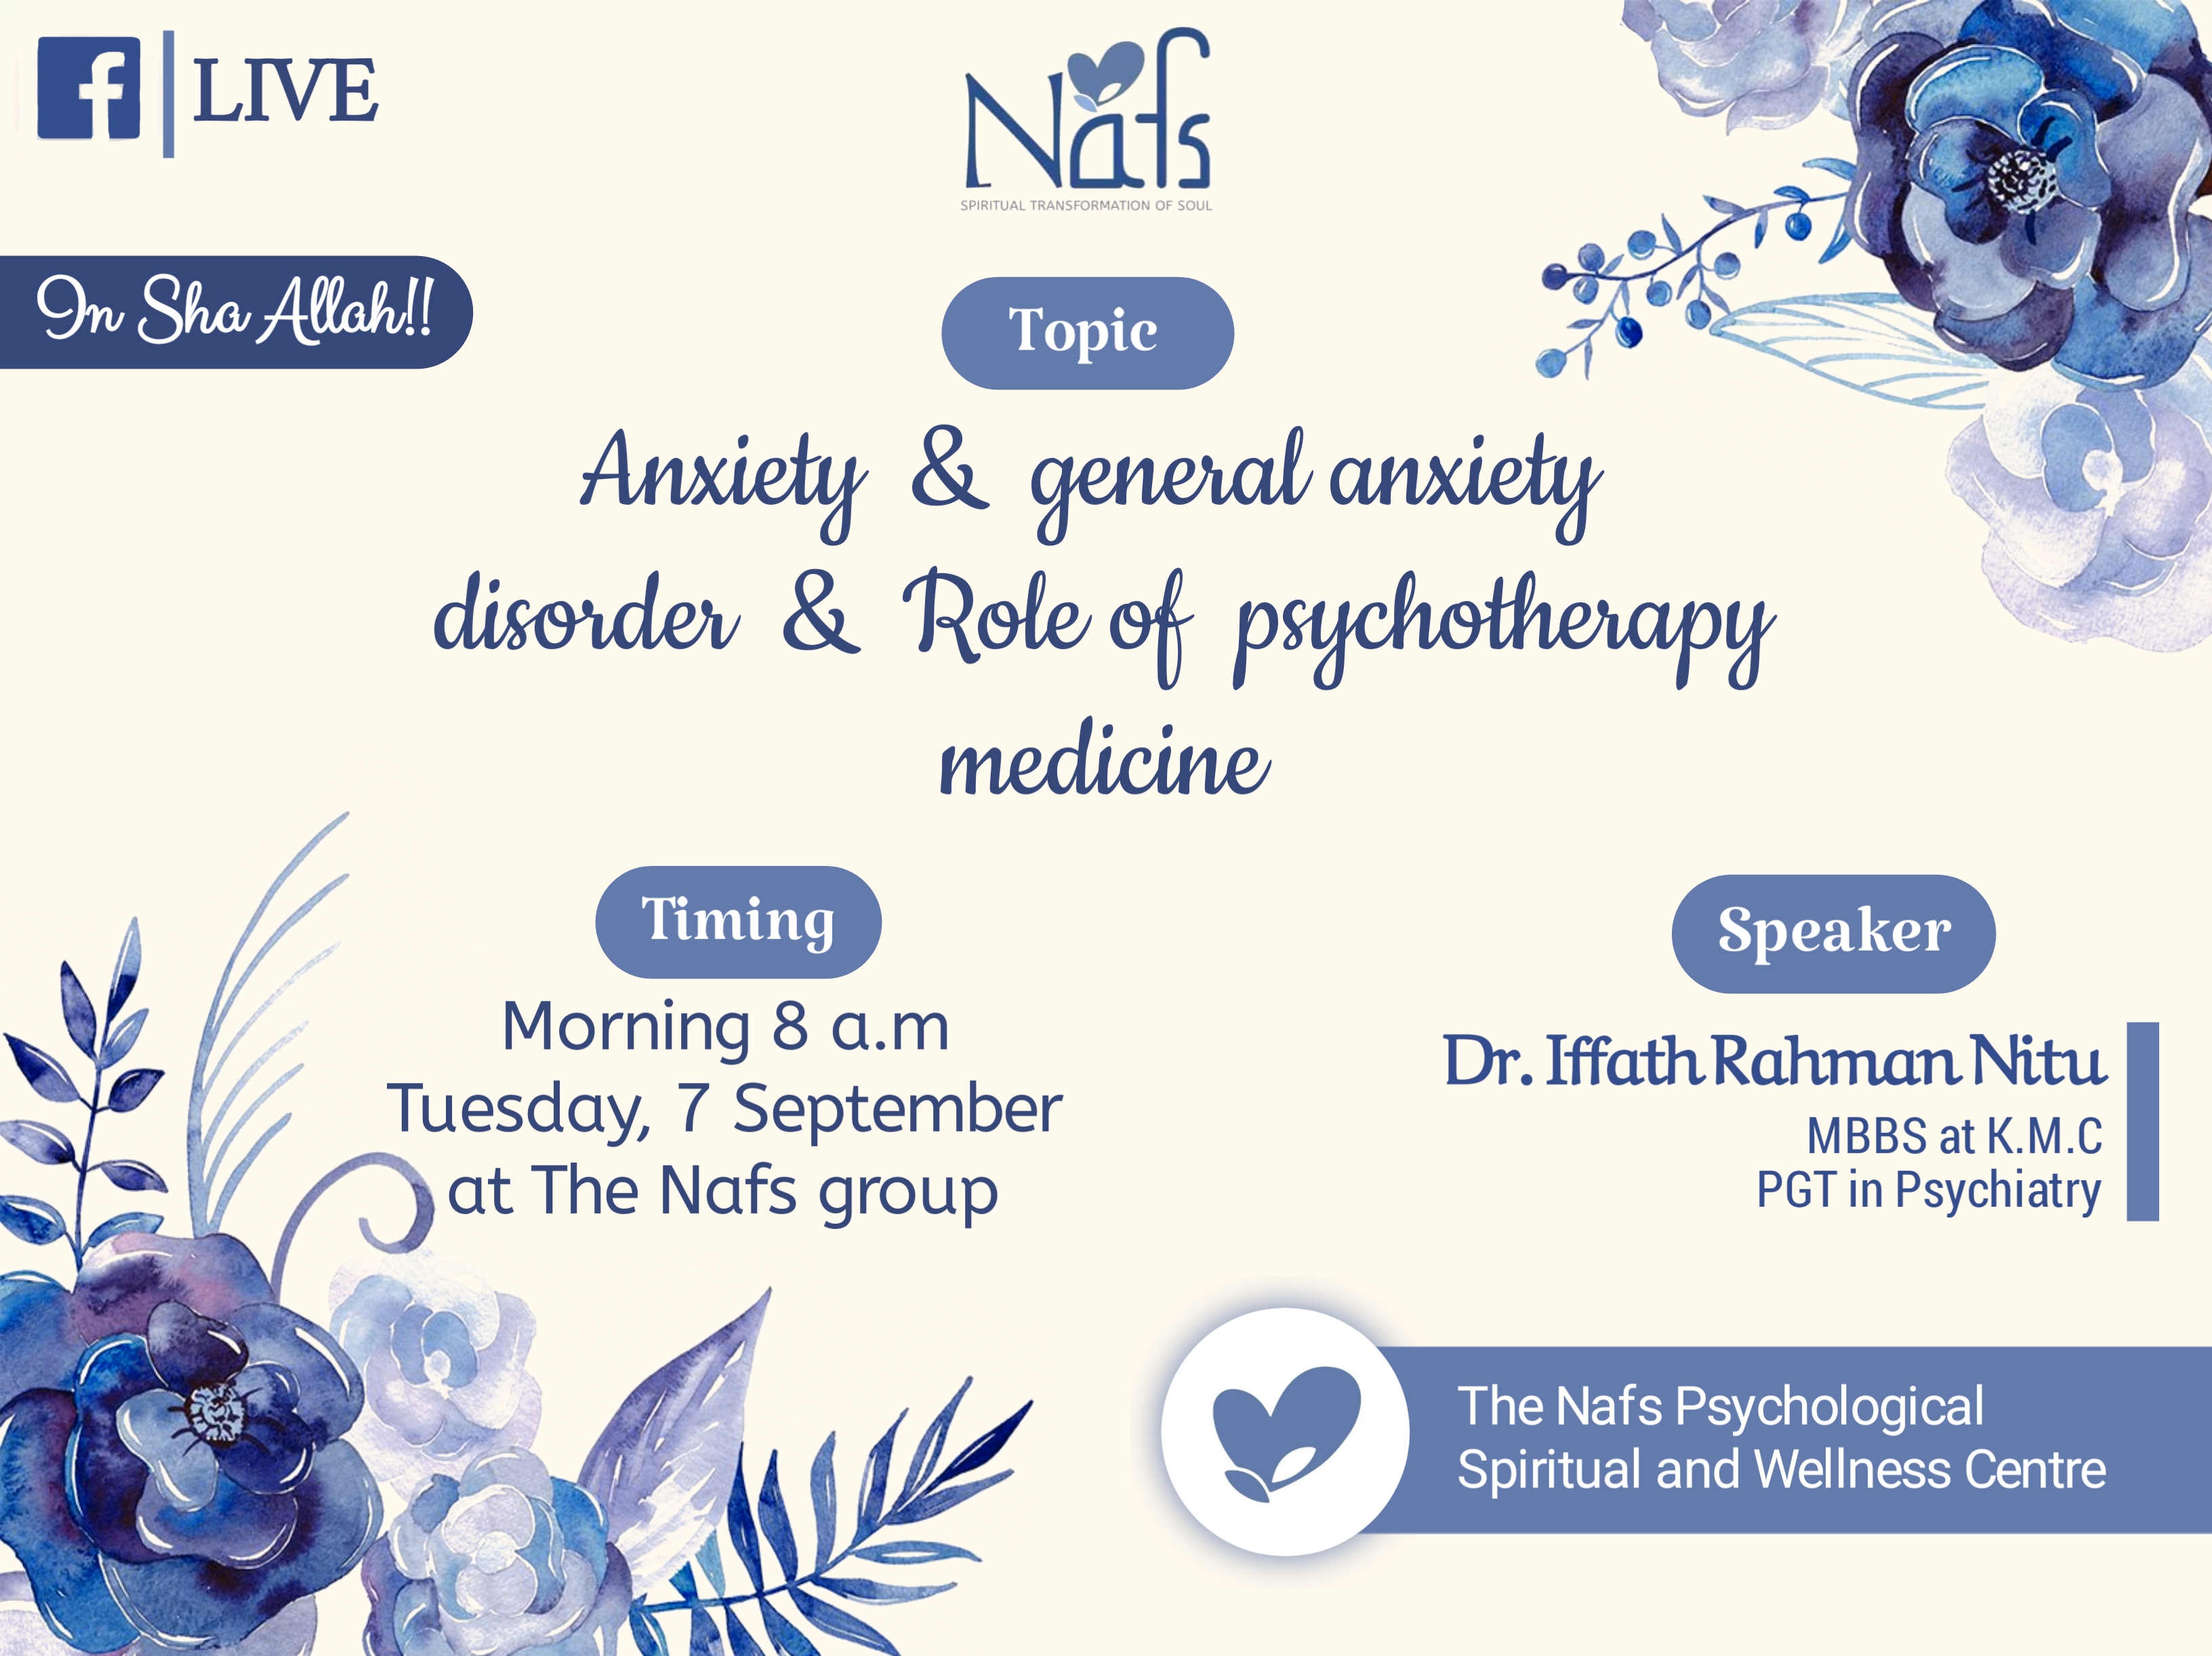 f LIVE
Nafs
SPIRITUAL TRANSFORMATION OF SOUL
In Sha Allah!!
Topic
Anxiety & general anxiety
disorder & Role of psychotherapy
medicine
Timing
Morning 8 a.m
Tuesday, 7 September
at The Nafs group
Speaker
Dr. Iffath Rahman Nitu
MBBS at K.M.C
PGT in Psychiatry
The Nafs Psychological
Spiritual and Wellness Centre